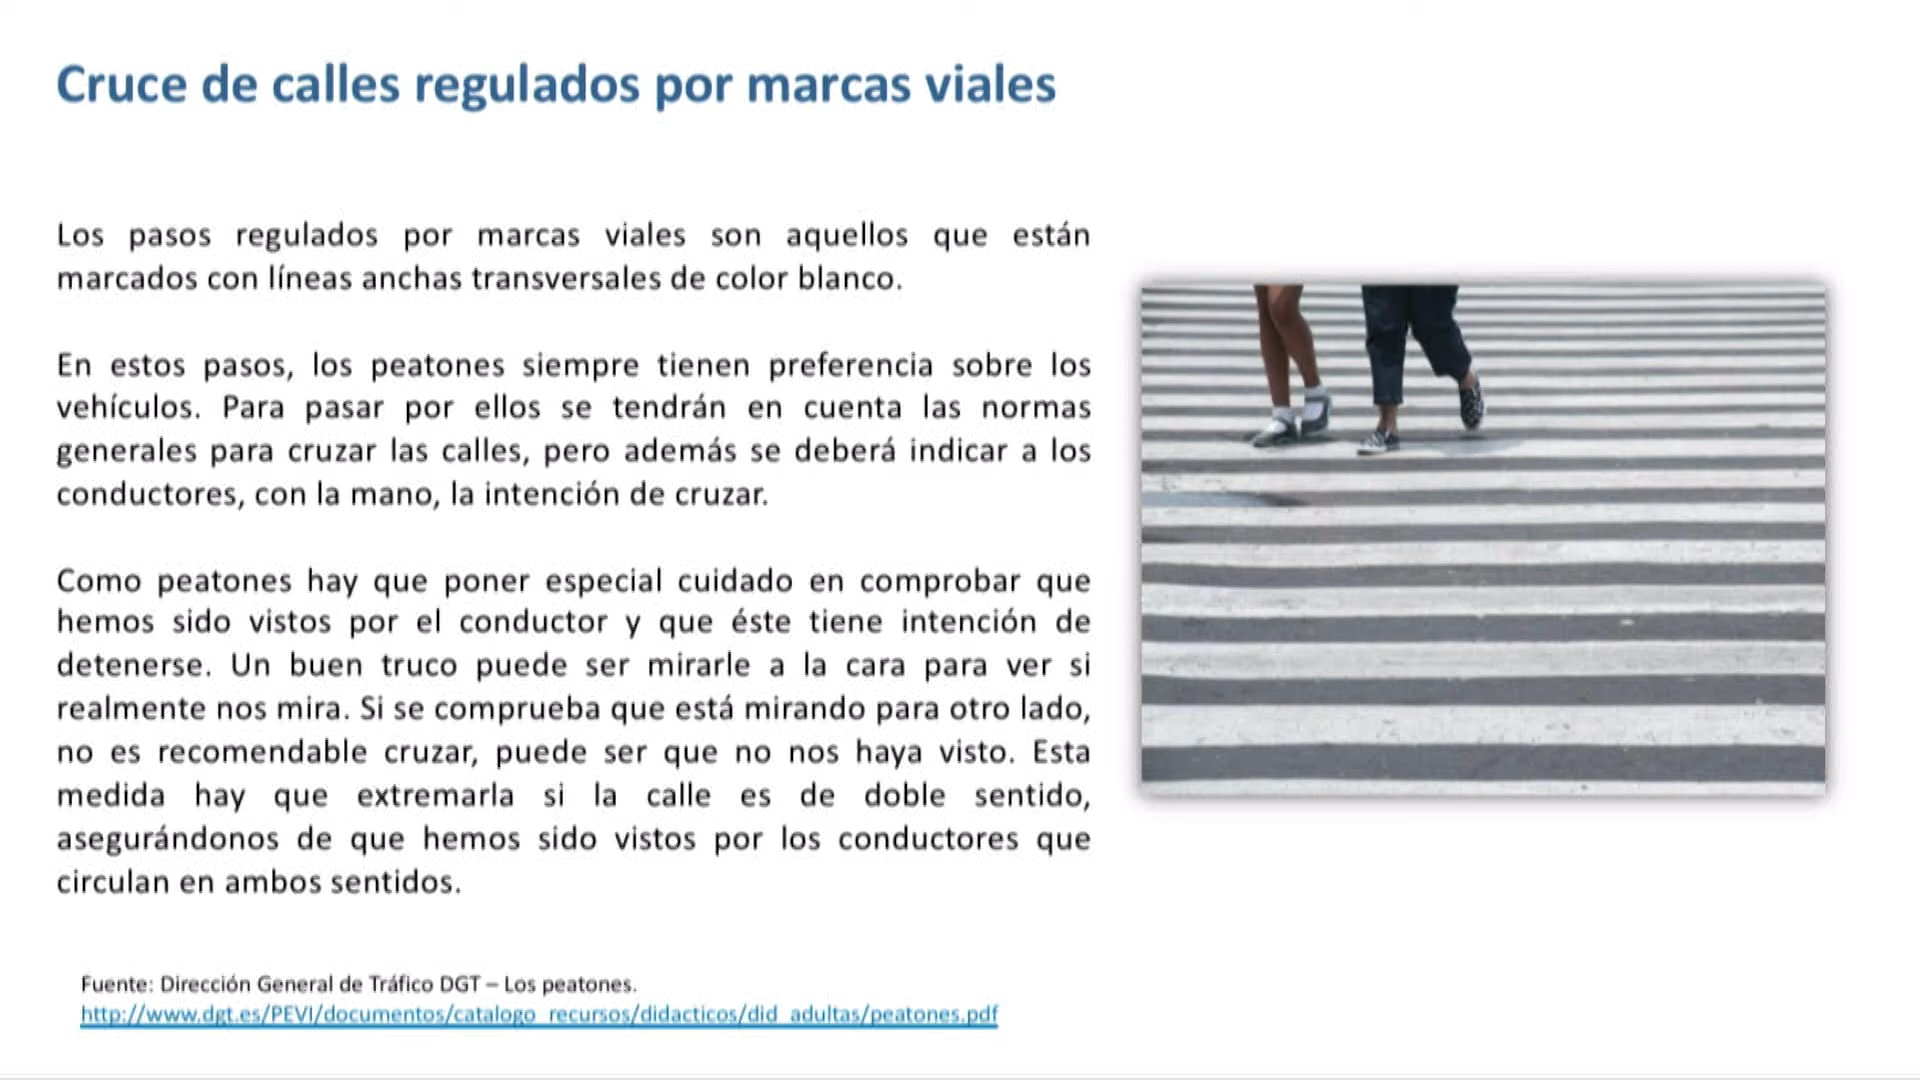 Cruce de calles regulados por marcas viales
Los pasos regulados por marcas viales son aquellos que están
marcados con líneas anchas transversales de color blanco.
En estos pasos, los peatones siempre tienen preferencia sobre los
vehículos. Para pasar por ellos se tendrán en cuenta las normas
generales para cruzar las calles, pero además se deberá indicar a los
conductores, con la mano, la intención de cruzar.
Como peatones hay que poner especial cuidado en comprobar que
hemos sido vistos por el conductor y que éste tiene intención de
detenerse. Un buen truco puede ser mirarle a la cara para ver si
realmente nos mira. Si se comprueba que está mirando para otro lado,
no es recomendable cruzar, puede ser que no nos haya visto. Esta
medida hay que extremarla si la calle es de doble sentido,
asegurándonos de que hemos sido vistos por los conductores que
circulan en ambos sentidos.
Fuente: Dirección General de Tráfico DGT – Los peatones.
http://www.dgt.es/PEVI/documentos/catalogo_recursos/didacticos/did_adultas/peatones.pdf